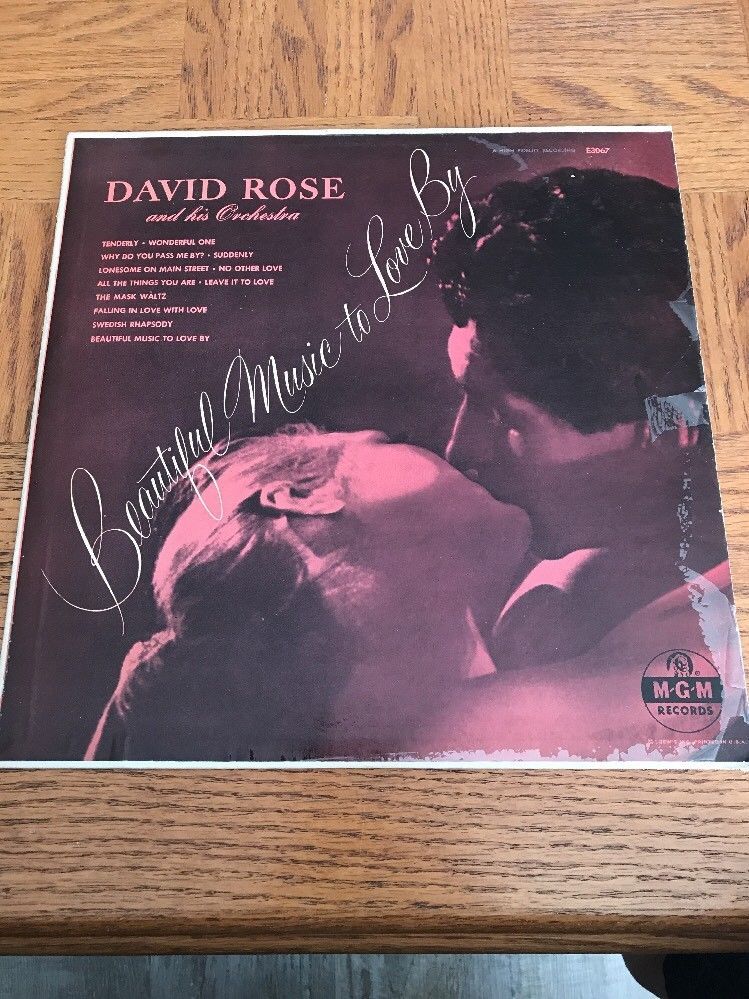 A HIGH FIDELITY RECORDING E3067
DAVID ROSE
and his Orchestra
TENDERLY • WONDERFUL ONE
WHY DO YOU PASS ME BY? • SUDDENLY
LONESOME ON MAIN STREET • NO OTHER LOVE
ALL THE THINGS YOU ARE • LEAVE IT TO LOVE
THE MASK WALTZ
FALLING IN LOVE WITH LOVE
SWEDISH RHAPSODY
BEAUTIFUL MUSIC TO LOVE BY
Beautiful Music to Love By
M-G-M
RECORDS
U.S.A.